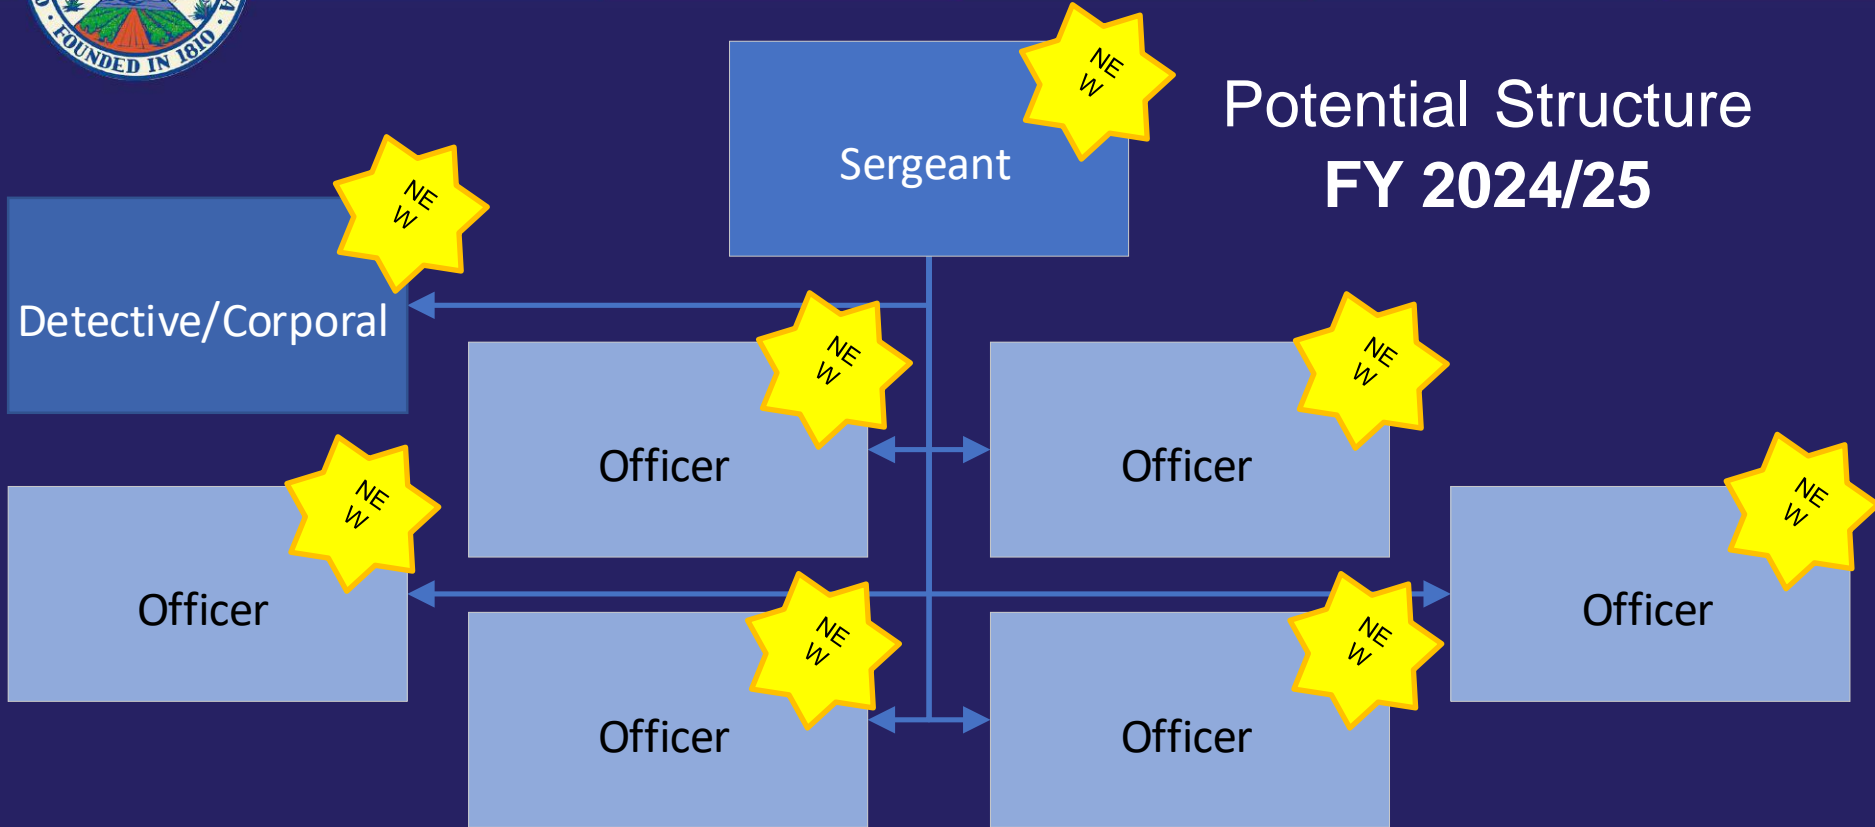 FOUNDED IN 1810
NE
W
Sergeant
Potential Structure
FY 2024/25
NE
W
Detective/Corporal
NE
W
Officer
NE
W
Officer
NE
W
Officer
NE
W
Officer
NE
W
Officer
NE
W
Officer